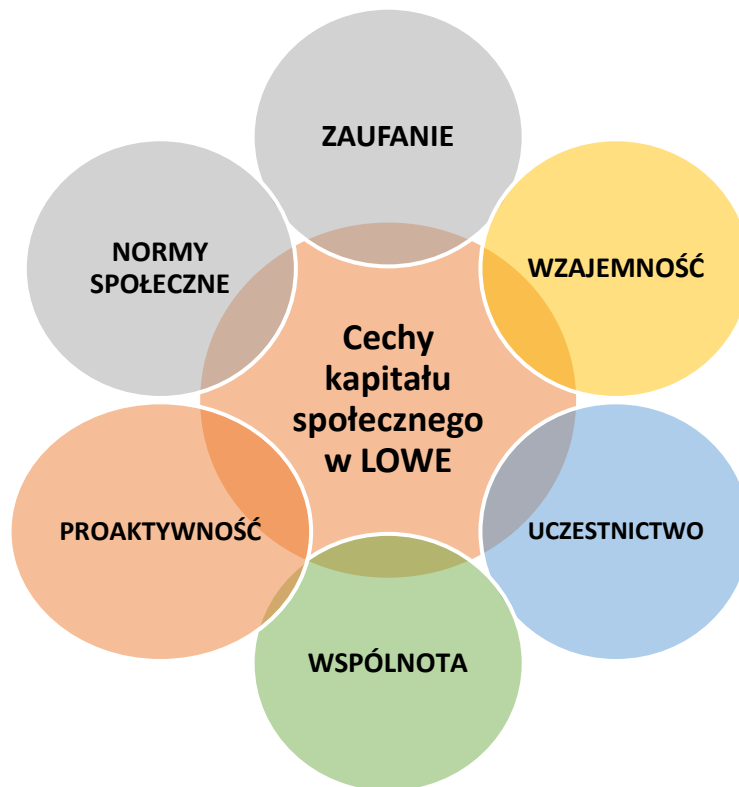 ZAUFANIE
NORMY
SPOŁECZNE
WZAJEMNOŚĆ
Cechy
kapitału
społecznego
w LOWE
PROAKTYWNOŚĆ
UCZESTNICTWO
WSPÓLNOTA